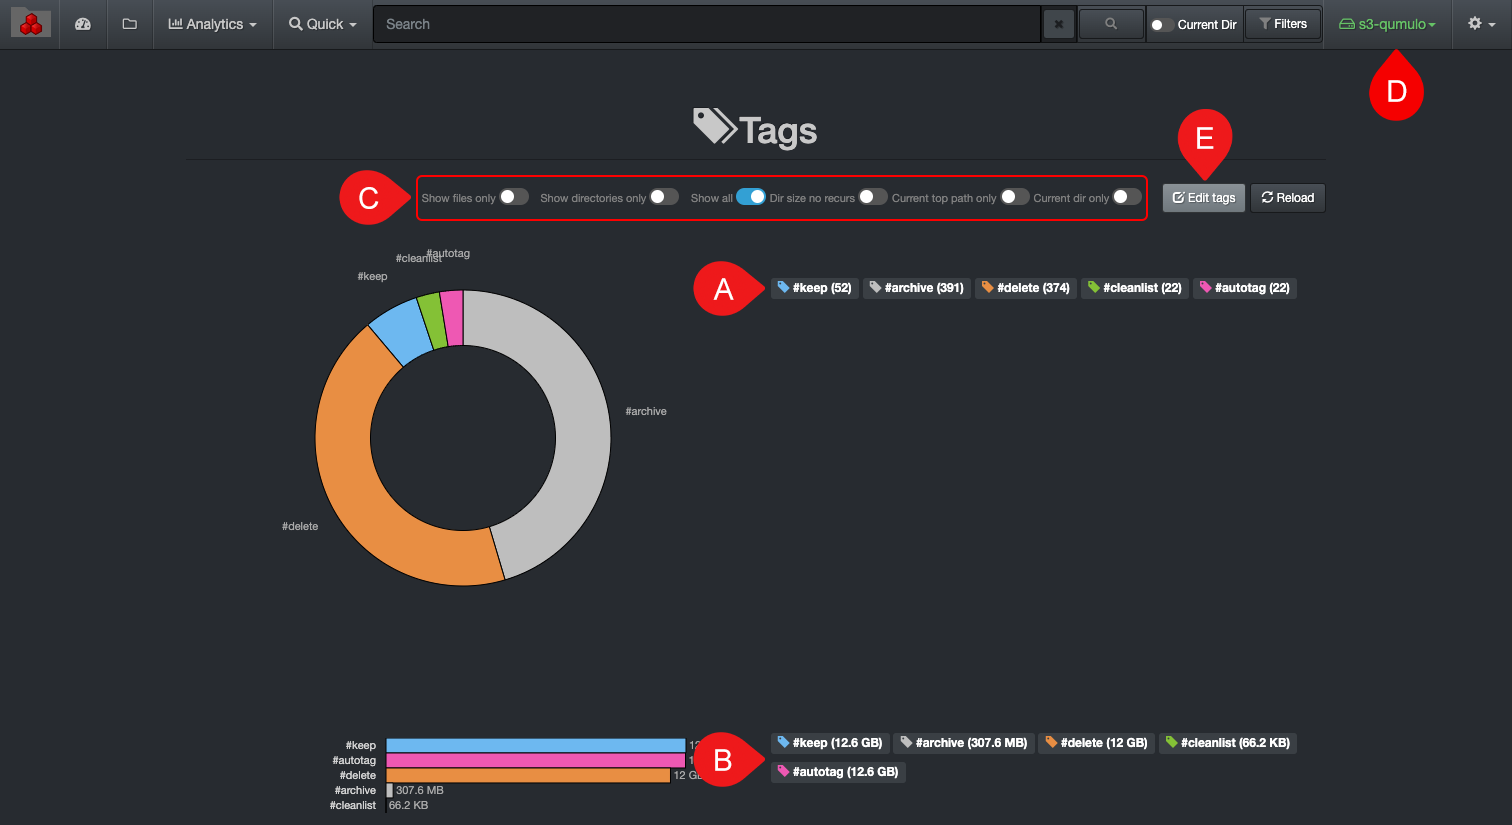 Analytics Quick Search Current Dir Filters s3-qumulo
D
Tags
E
C
Show files only Show directories only Show all Dir size no recurs Current top path only Current dir only Edit tags Reload
#autotag
#cleanlist
#keep
A
#keep (52) #archive (391) #delete (374) #cleanlist (22) #autotag (22)
#archive
#delete
B
#keep (12.6 GB) #archive (307.6 MB) #delete (12 GB) #cleanlist (66.2 KB)
#autotag (12.6 GB)
#keep
#autotag
#delete 12 G
#archive 307.6 MB
#cleanlist 66.2 KB